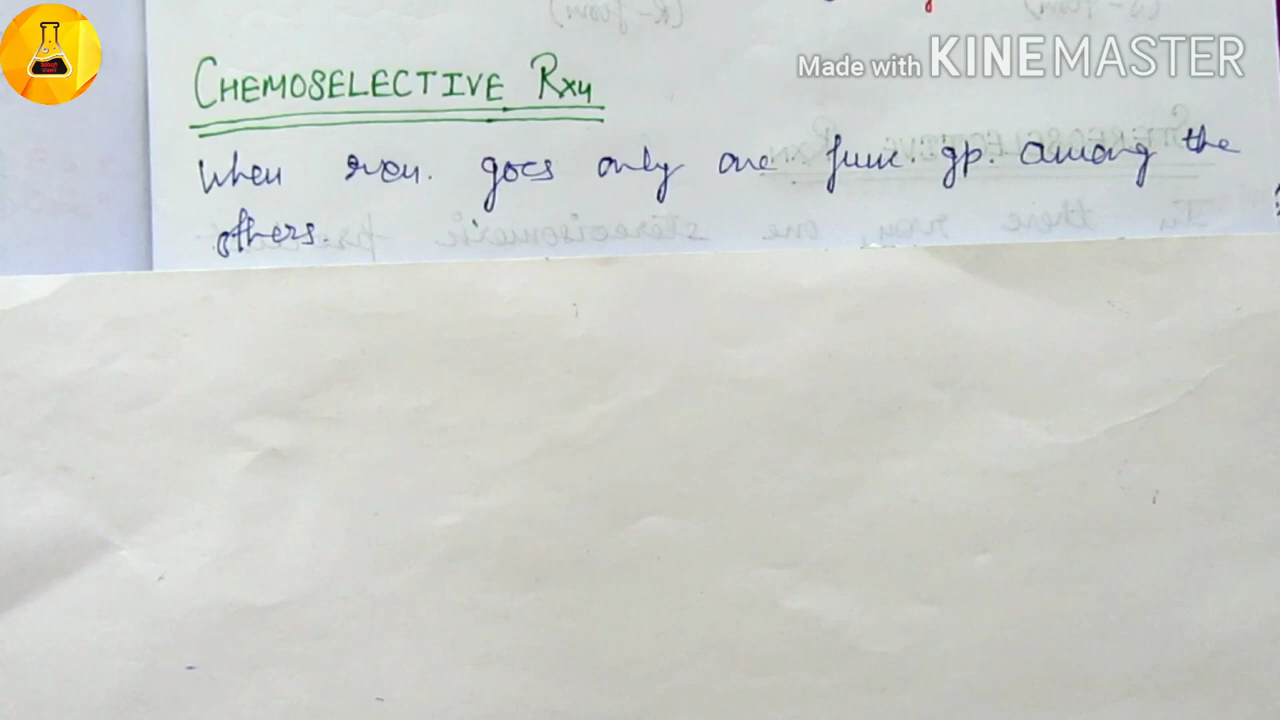 Made with KINEMASTER
CHEMOSELECTIVE Rxn
When rxn. goes only one func. gp. among the
others.